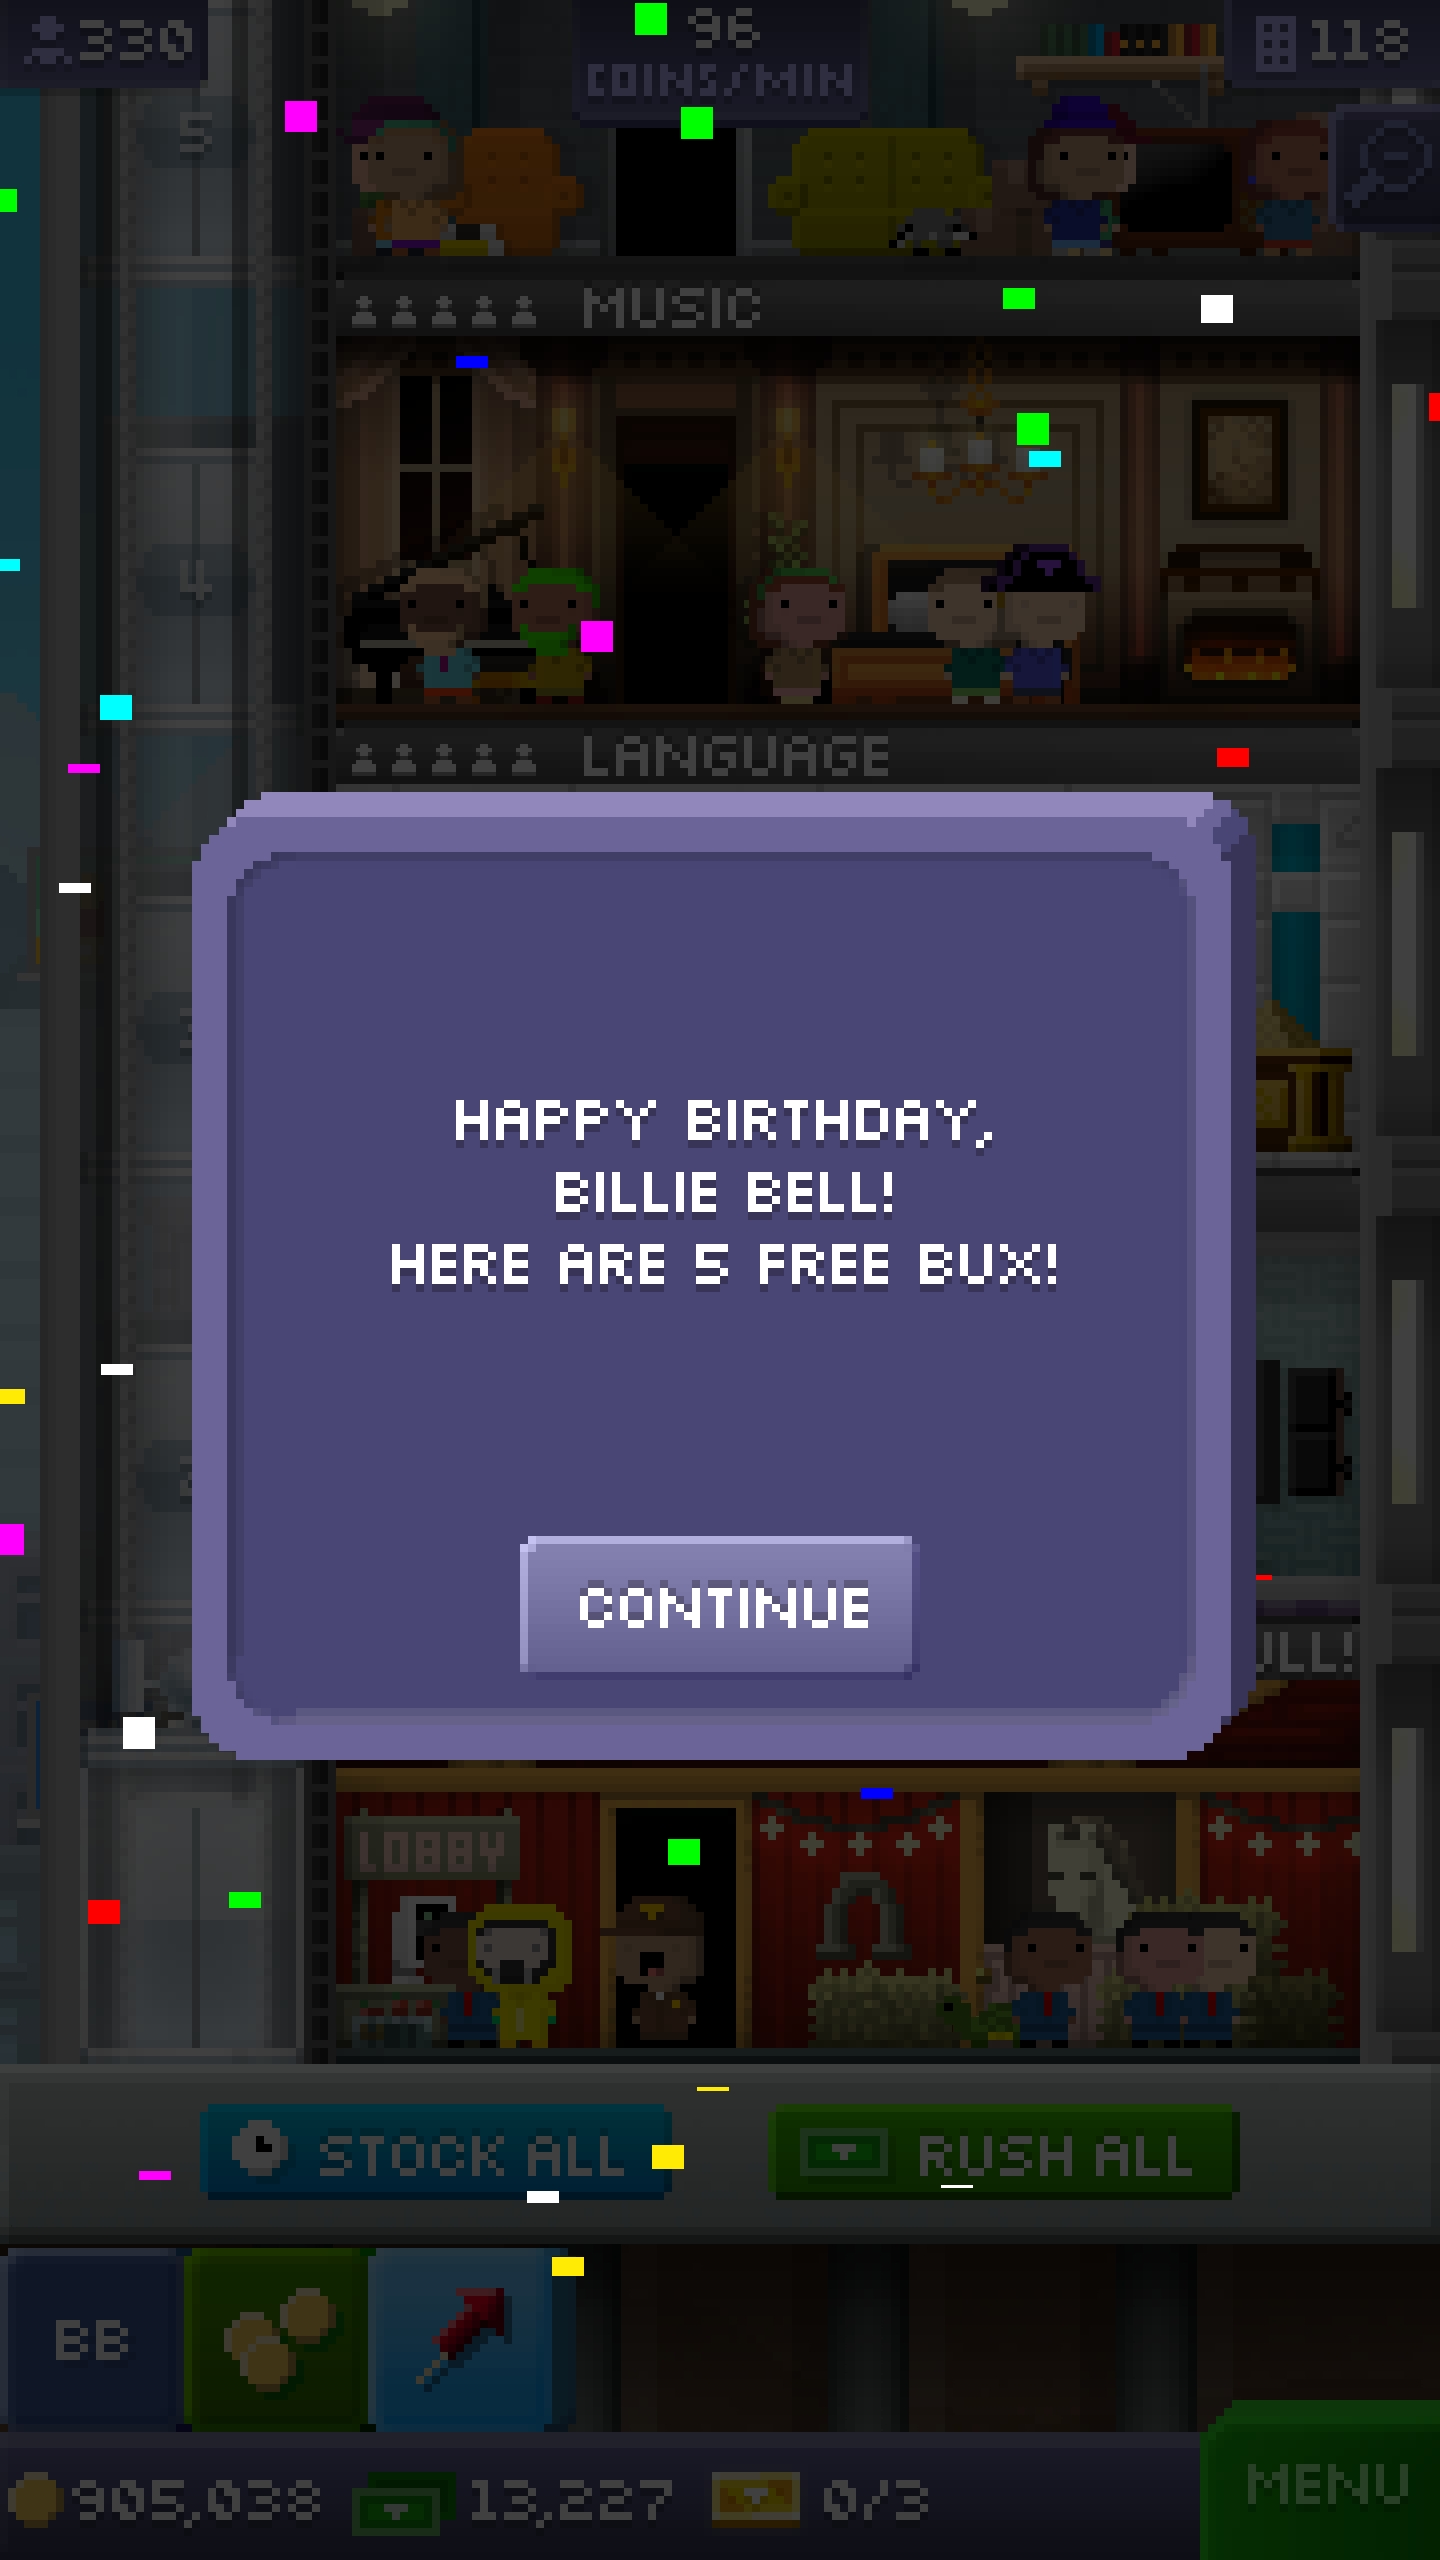 330
96
COINS/MIN
118
5
MUSIC
4
LANGUAGE
HAPPY BIRTHDAY,
BILLIE BELL!
HERE ARE 5 FREE BUX!
CONTINUE
LOBBY
STOCK ALL
RUSH ALL
BB
905,038
13,227
0/3
MENU